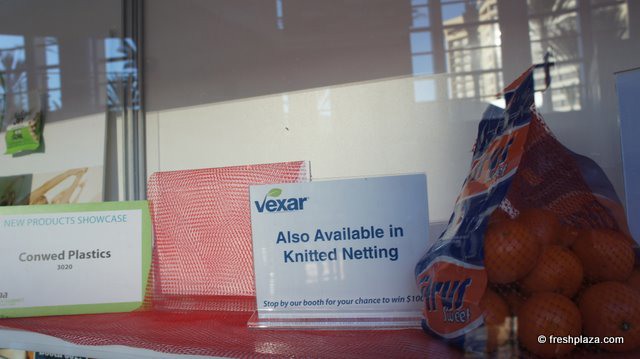 NEW PRODUCTS SHOWCASE
Conwed Plastics
3020
vexar
Also Available in
Knitted Netting
Stop by our booth for your chance to win $100
© freshplaza.com